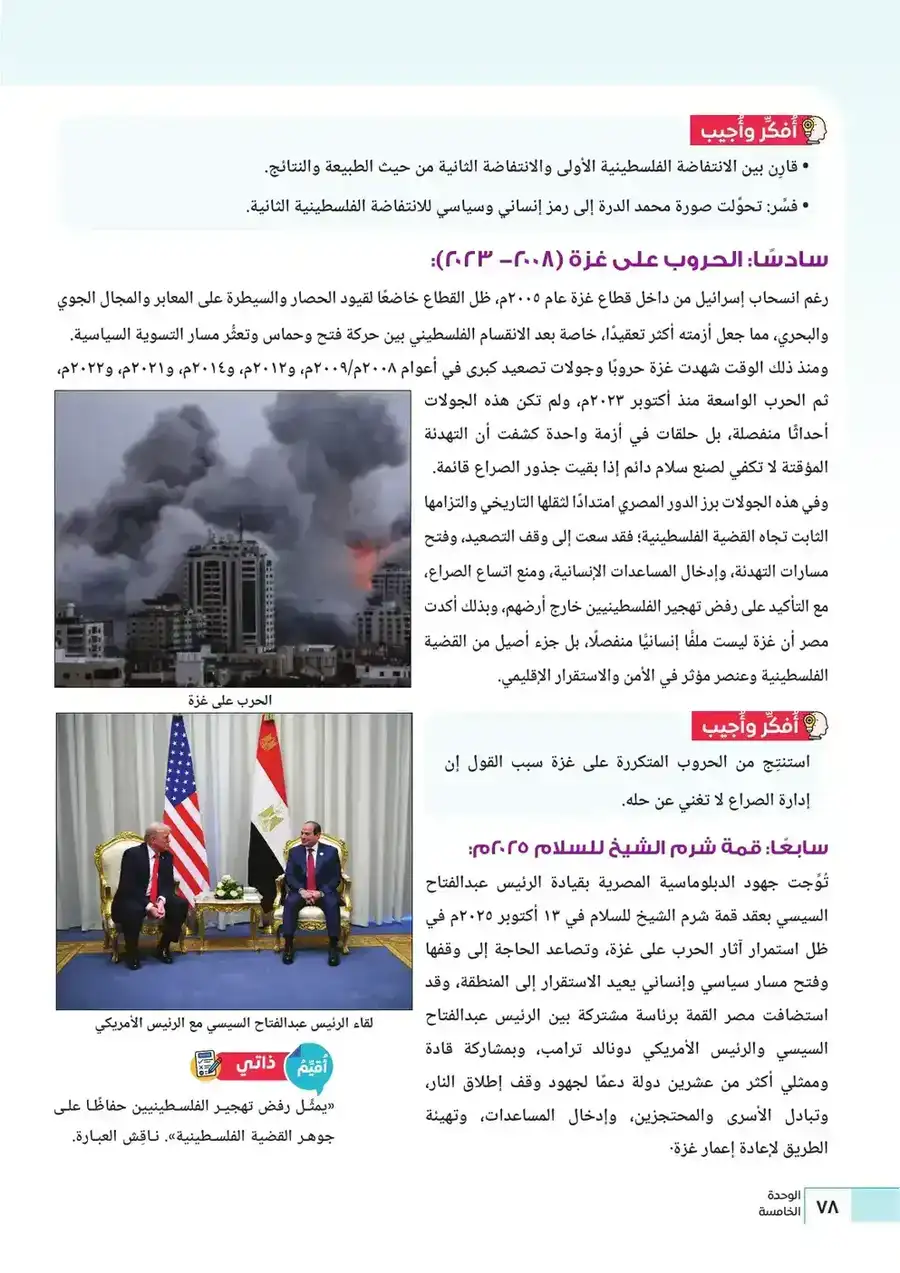 أفكِّر وأُجيب
• قارِن بين الانتفاضة الفلسطينية الأولى والانتفاضة الثانية من حيث الطبيعة والنتائج.
• فسِّر: تحوَّلت صورة محمد الدرة إلى رمز إنساني وسياسي للانتفاضة الفلسطينية الثانية.
سادسًا: الحروب على غزة (٢٠٠٨- ٢٠٢٣):
رغم انسحاب إسرائيل من داخل قطاع غزة عام ٢٠٠٥م، ظل القطاع خاضعًا لقيود الحصار والسيطرة على المعابر والمجال الجوي
والبحري، مما جعل أزمته أكثر تعقيدًا، خاصة بعد الانقسام الفلسطيني بين حركة فتح وحماس وتعثُّر مسار التسوية السياسية.
ومنذ ذلك الوقت شهدت غزة حروبًا وجولات تصعيد كبرى في أعوام ٢٠٠٨م/٢٠٠٩م، و٢٠١٢م، و٢٠١٤م، و٢٠٢١م، و٢٠٢٢م،
ثم الحرب الواسعة منذ أكتوبر ٢٠٢٣م، ولم تكن هذه الجولات
أحداثًا منفصلة، بل حلقات في أزمة واحدة كشفت أن التهدئة
المؤقتة لا تكفي لصنع سلام دائم إذا بقيت جذور الصراع قائمة.
وفي هذه الجولات برز الدور المصري امتدادًا لثقلها التاريخي والتزامها
الثابت تجاه القضية الفلسطينية؛ فقد سعت إلى وقف التصعيد، وفتح
مسارات التهدئة، وإدخال المساعدات الإنسانية، ومنع اتساع الصراع،
مع التأكيد على رفض تهجير الفلسطينيين خارج أرضهم، وبذلك أكدت
مصر أن غزة ليست ملفًّا إنسانيًّا منفصلًا، بل جزء أصيل من القضية
الفلسطينية وعنصر مؤثر في الأمن والاستقرار الإقليمي.
الحرب على غزة
أفكِّر وأُجيب
استنتِج من الحروب المتكررة على غزة سبب القول إن
إدارة الصراع لا تغني عن حله.
سابعًا: قمة شرم الشيخ للسلام ٢٠٢٥م:
تُوِّجت جهود الدبلوماسية المصرية بقيادة الرئيس عبدالفتاح
السيسي بعقد قمة شرم الشيخ للسلام في ١٣ أكتوبر ٢٠٢٥م في
ظل استمرار آثار الحرب على غزة، وتصاعد الحاجة إلى وقفها
وفتح مسار سياسي وإنساني يعيد الاستقرار إلى المنطقة، وقد
استضافت مصر القمة برئاسة مشتركة بين الرئيس عبدالفتاح
السيسي والرئيس الأمريكي دونالد ترامب، وبمشاركة قادة
وممثلي أكثر من عشرين دولة دعمًا لجهود وقف إطلاق النار،
وتبادل الأسرى والمحتجزين، وإدخال المساعدات، وتهيئة
الطريق لإعادة إعمار غزة.
لقاء الرئيس عبدالفتاح السيسي مع الرئيس الأمريكي
أُقيِّمُ ذاتي
«يمثِّل رفض تهجير الفلسطينيين حفاظًا على
جوهر القضية الفلسطينية». ناقِش العبارة.
٧٨
الوحدة
الخامسة